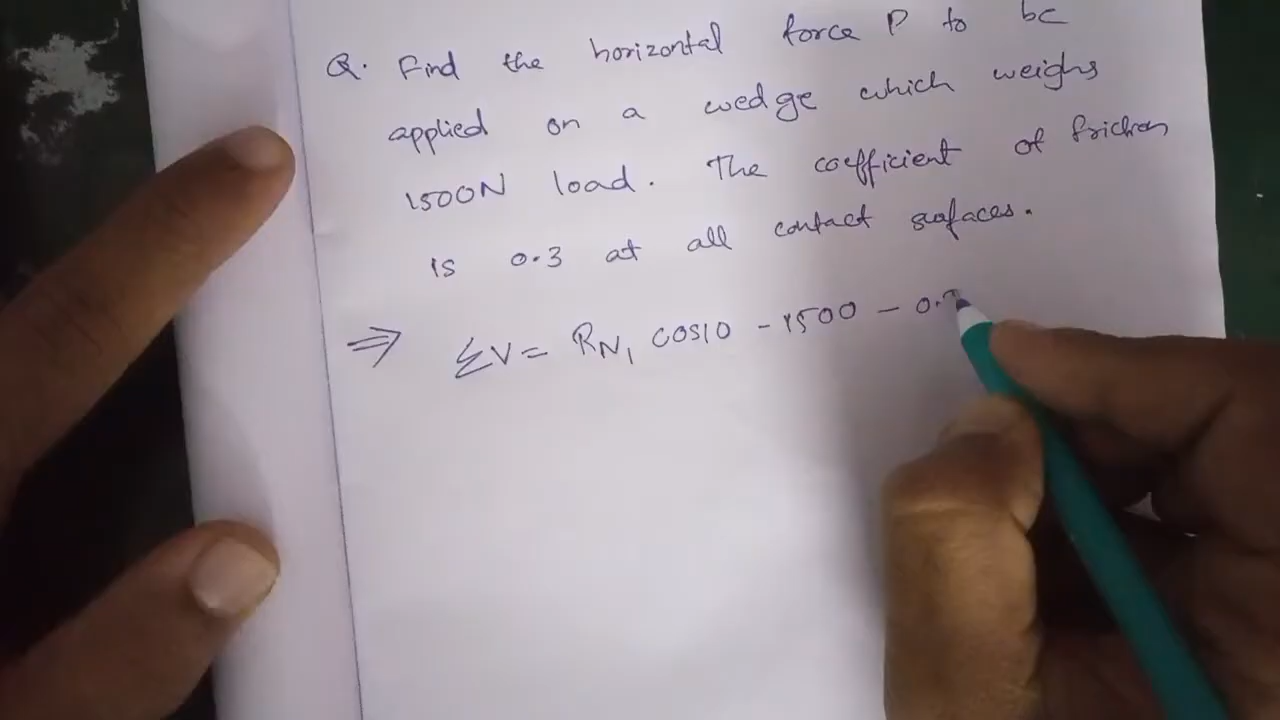 Q. Find the horizontal force P to be
applied on a wedge which weighs
1500N load. The coefficient of friction
is 0.3 at all contact surfaces.
⇒ ΣV = RN₁ cos10 - 1500 - 0.